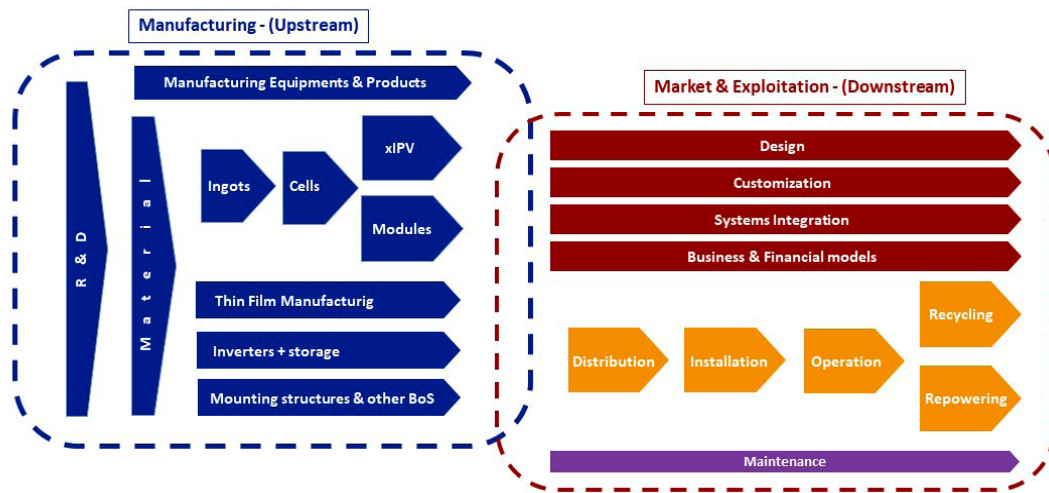 Manufacturing - (Upstream)
Manufacturing Equipments & Products
R & D
Material
Ingots
Cells
xIPV
Modules
Thin Film Manufacturig
Inverters + storage
Mounting structures & other BoS
Market & Exploitation - (Downstream)
Design
Customization
Systems Integration
Business & Financial models
Distribution
Installation
Operation
Recycling
Repowering
Maintenance